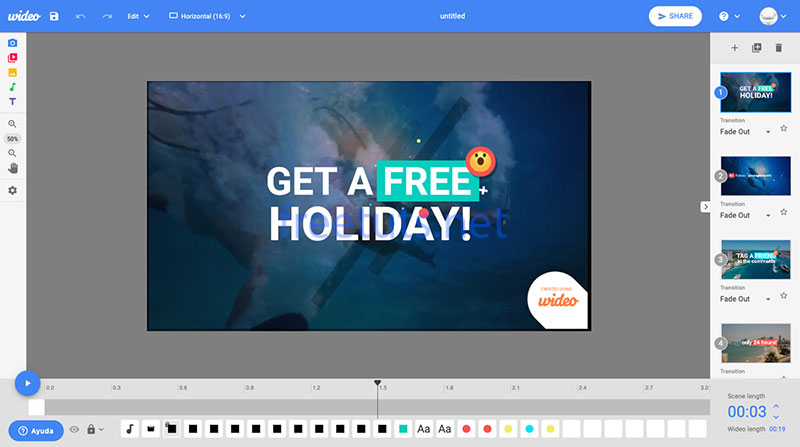 wideo
Edit
Horizontal (16:9)
untitled
SHARE
?
T
50%
GET A FREE
HOLIDAY!
freetuts.net
CREATED USING
wideo
1
GET A FREE
HOLIDAY!
Transition
Fade Out
2
Transition
Fade Out
3
TAG A FRIEND
in the comments
Transition
Fade Out
4
only 24 hours!
Transition
0.0
0.3
0.6
0.9
1.2
1.5
1.8
2.1
2.4
2.7
3.0
Scene length
00:03
Wideo length 00:19
? Ayuda
Aa
Aa